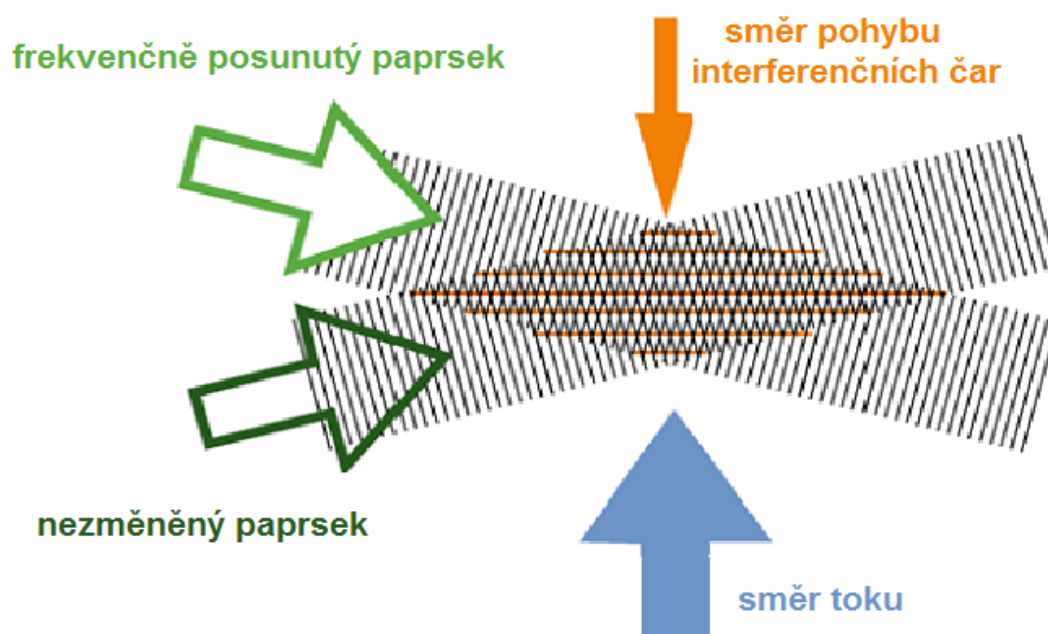 směr pohybu
interferenčních čar
frekvenčně posunutý paprsek
nezměněný paprsek
směr toku